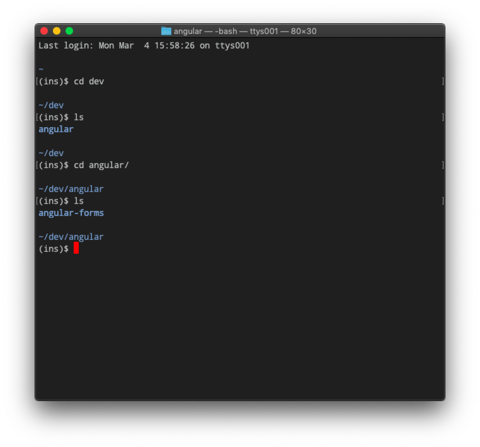 angular — -bash — ttys001 — 80×30
Last login: Mon Mar  4 15:58:26 on ttys001
~
[(ins)$ cd dev ]
~/dev
[(ins)$ ls ]
angular
~/dev
[(ins)$ cd angular/ ]
~/dev/angular
[(ins)$ ls ]
angular-forms
~/dev/angular
(ins)$